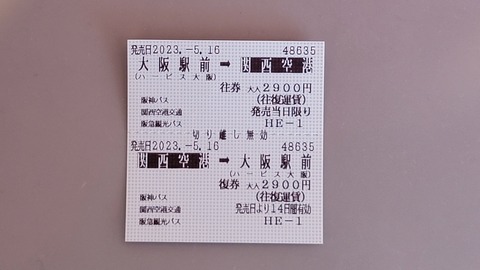 発売日2023.-5.16 48635
大阪駅前 ➡ 関西空港
(ハービス大阪)
往券 大人2900円
阪神バス (往復運賃)
関西空港交通 発売当日限り
阪急観光バス HE-1
切り離し無効
発売日2023.-5.16 48635
関西空港 ➡ 大阪駅前
(ハービス大阪)
復券 大人2900円
阪神バス (往復運賃)
関西空港交通 発売日より14日間有効
阪急観光バス HE-1